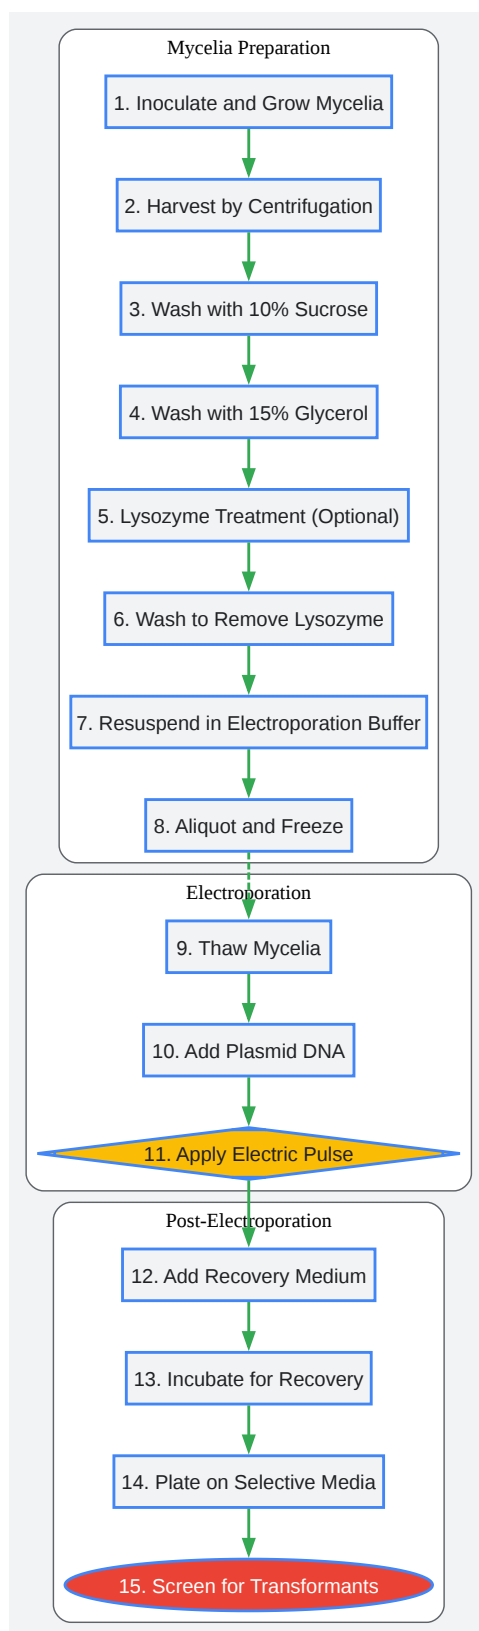 Mycelia Preparation
1. Inoculate and Grow Mycelia
2. Harvest by Centrifugation
3. Wash with 10% Sucrose
4. Wash with 15% Glycerol
5. Lysozyme Treatment (Optional)
6. Wash to Remove Lysozyme
7. Resuspend in Electroporation Buffer
8. Aliquot and Freeze
Electroporation
9. Thaw Mycelia
10. Add Plasmid DNA
11. Apply Electric Pulse
Post-Electroporation
12. Add Recovery Medium
13. Incubate for Recovery
14. Plate on Selective Media
15. Screen for Transformants